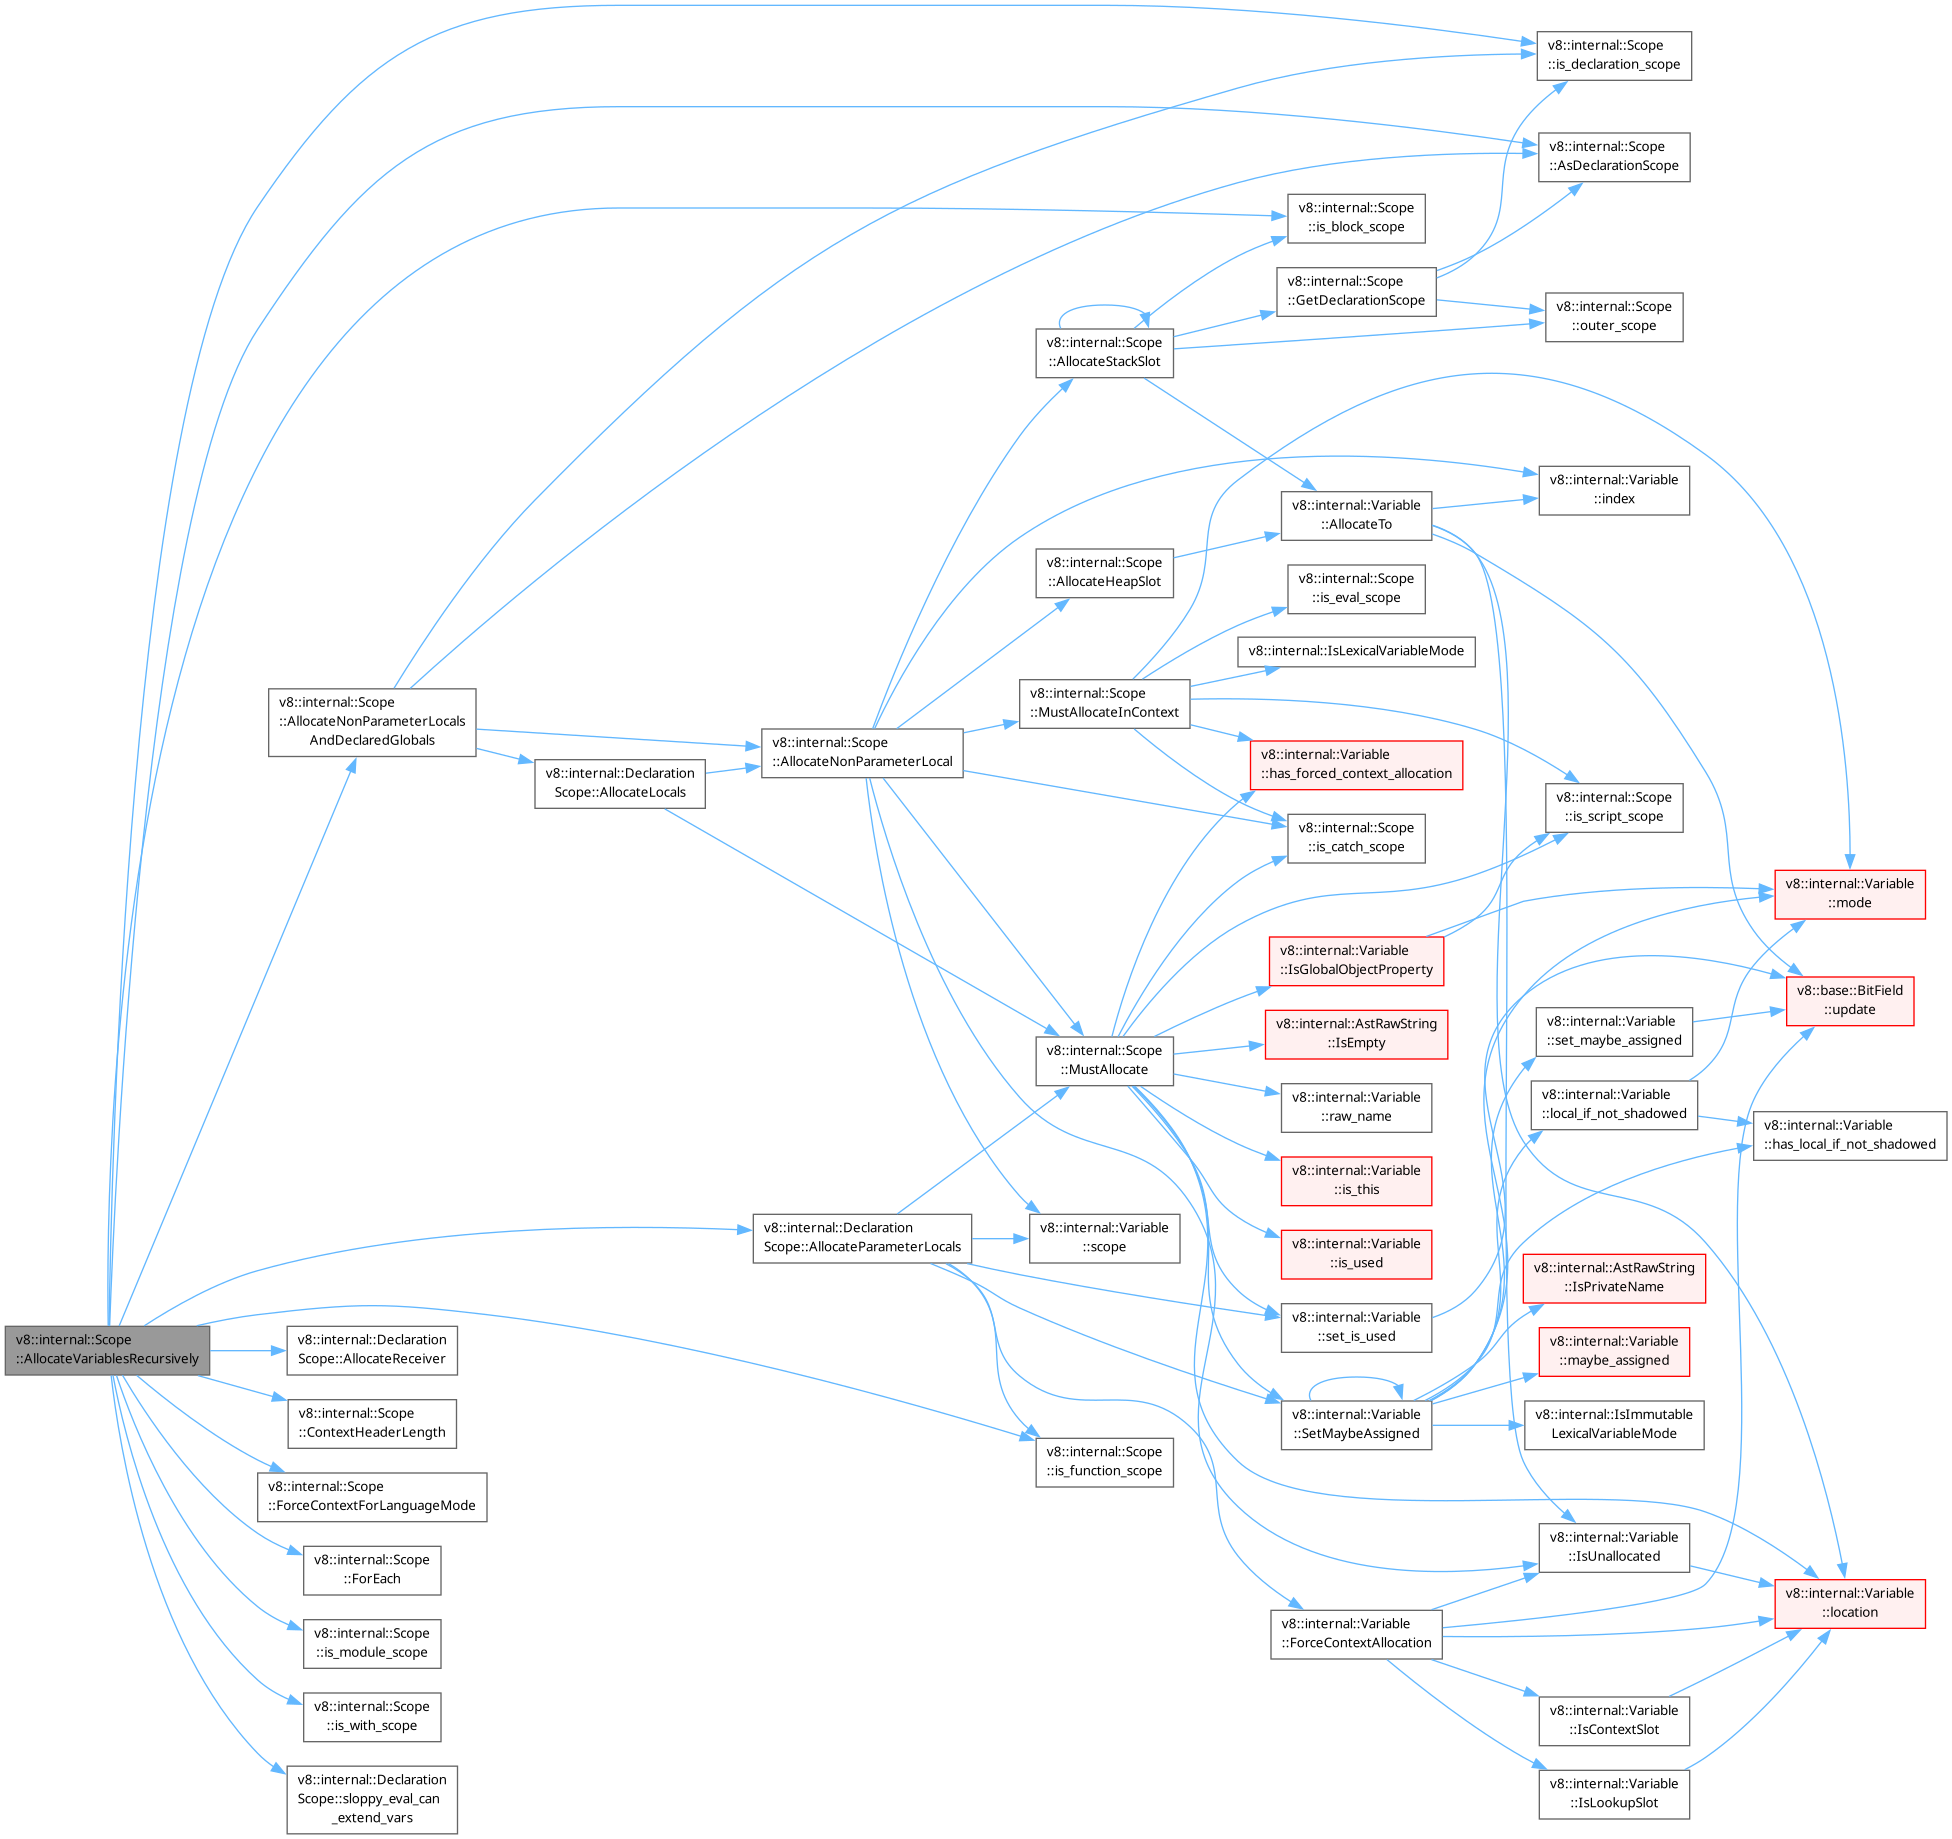 v8::internal::Scope
::is_declaration_scope
v8::internal::Scope
::AsDeclarationScope
v8::internal::Scope
::is_block_scope
v8::internal::Scope
::GetDeclarationScope
v8::internal::Scope
::outer_scope
v8::internal::Scope
::AllocateStackSlot
v8::internal::Variable
::index
v8::internal::Variable
::AllocateTo
v8::internal::Scope
::AllocateHeapSlot
v8::internal::Scope
::is_eval_scope
v8::internal::IsLexicalVariableMode
v8::internal::Scope
::MustAllocateInContext
v8::internal::Scope
::AllocateNonParameterLocals
AndDeclaredGlobals
v8::internal::Scope
::AllocateNonParameterLocal
v8::internal::Variable
::has_forced_context_allocation
v8::internal::Declaration
Scope::AllocateLocals
v8::internal::Scope
::is_script_scope
v8::internal::Scope
::is_catch_scope
v8::internal::Variable
::mode
v8::internal::Variable
::IsGlobalObjectProperty
v8::base::BitField
::update
v8::internal::AstRawString
::IsEmpty
v8::internal::Variable
::set_maybe_assigned
v8::internal::Scope
::MustAllocate
v8::internal::Variable
::raw_name
v8::internal::Variable
::local_if_not_shadowed
v8::internal::Variable
::has_local_if_not_shadowed
v8::internal::Variable
::is_this
v8::internal::Declaration
Scope::AllocateParameterLocals
v8::internal::Variable
::scope
v8::internal::Variable
::is_used
v8::internal::AstRawString
::IsPrivateName
v8::internal::Variable
::set_is_used
v8::internal::Scope
::AllocateVariablesRecursively
v8::internal::Declaration
Scope::AllocateReceiver
v8::internal::Variable
::maybe_assigned
v8::internal::Scope
::ContextHeaderLength
v8::internal::Variable
::SetMaybeAssigned
v8::internal::IsImmutable
LexicalVariableMode
v8::internal::Scope
::is_function_scope
v8::internal::Scope
::ForceContextForLanguageMode
v8::internal::Variable
::IsUnallocated
v8::internal::Scope
::ForEach
v8::internal::Variable
::location
v8::internal::Variable
::ForceContextAllocation
v8::internal::Scope
::is_module_scope
v8::internal::Variable
::IsContextSlot
v8::internal::Scope
::is_with_scope
v8::internal::Variable
::IsLookupSlot
v8::internal::Declaration
Scope::sloppy_eval_can
_extend_vars